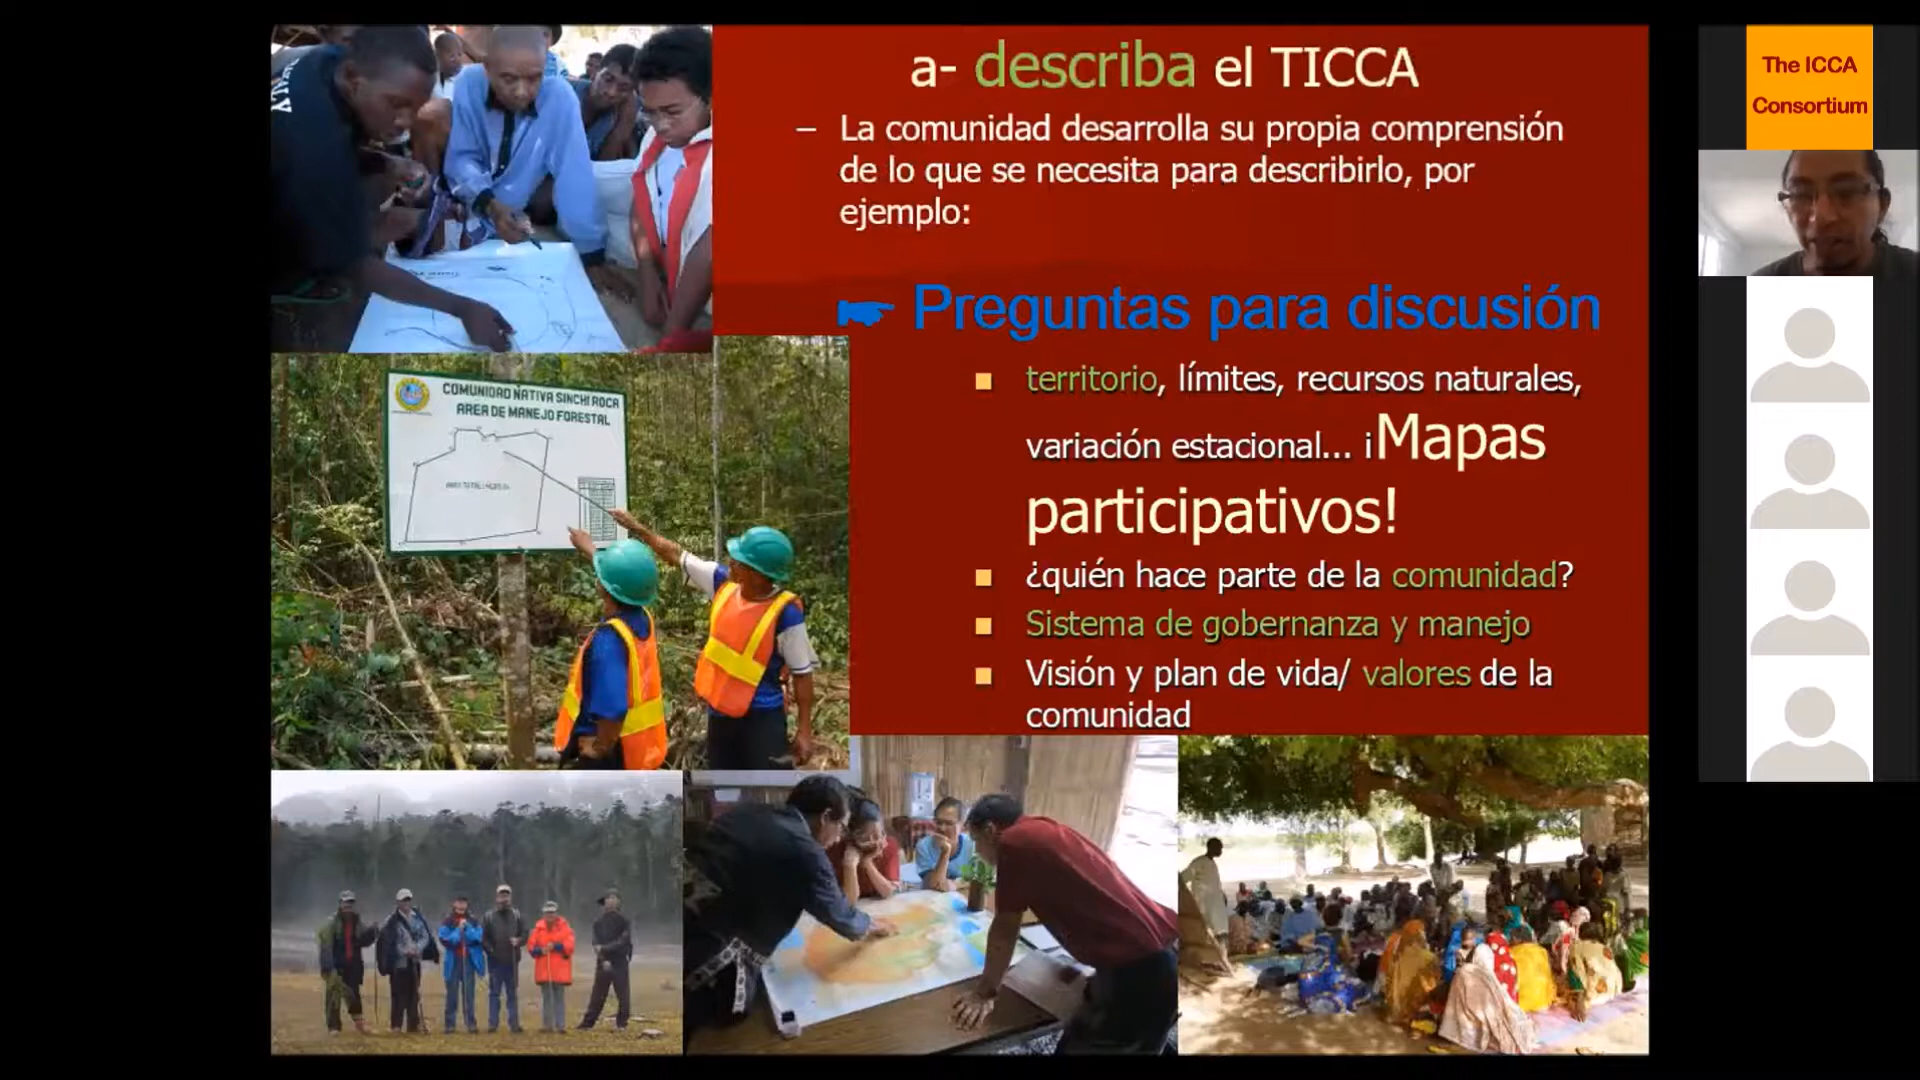 a- describa el TICCA
– La comunidad desarrolla su propia comprensión
de lo que se necesita para describirlo, por
ejemplo:
☛ Preguntas para discusión
■ territorio, límites, recursos naturales,
variación estacional... ¡Mapas
participativos!
■ ¿quién hace parte de la comunidad?
■ Sistema de gobernanza y manejo
■ Visión y plan de vida/ valores de la
comunidad
COMUNIDAD NATIVA SINCHI ROCA
AREA DE MANEJO FORESTAL
The ICCA
Consortium